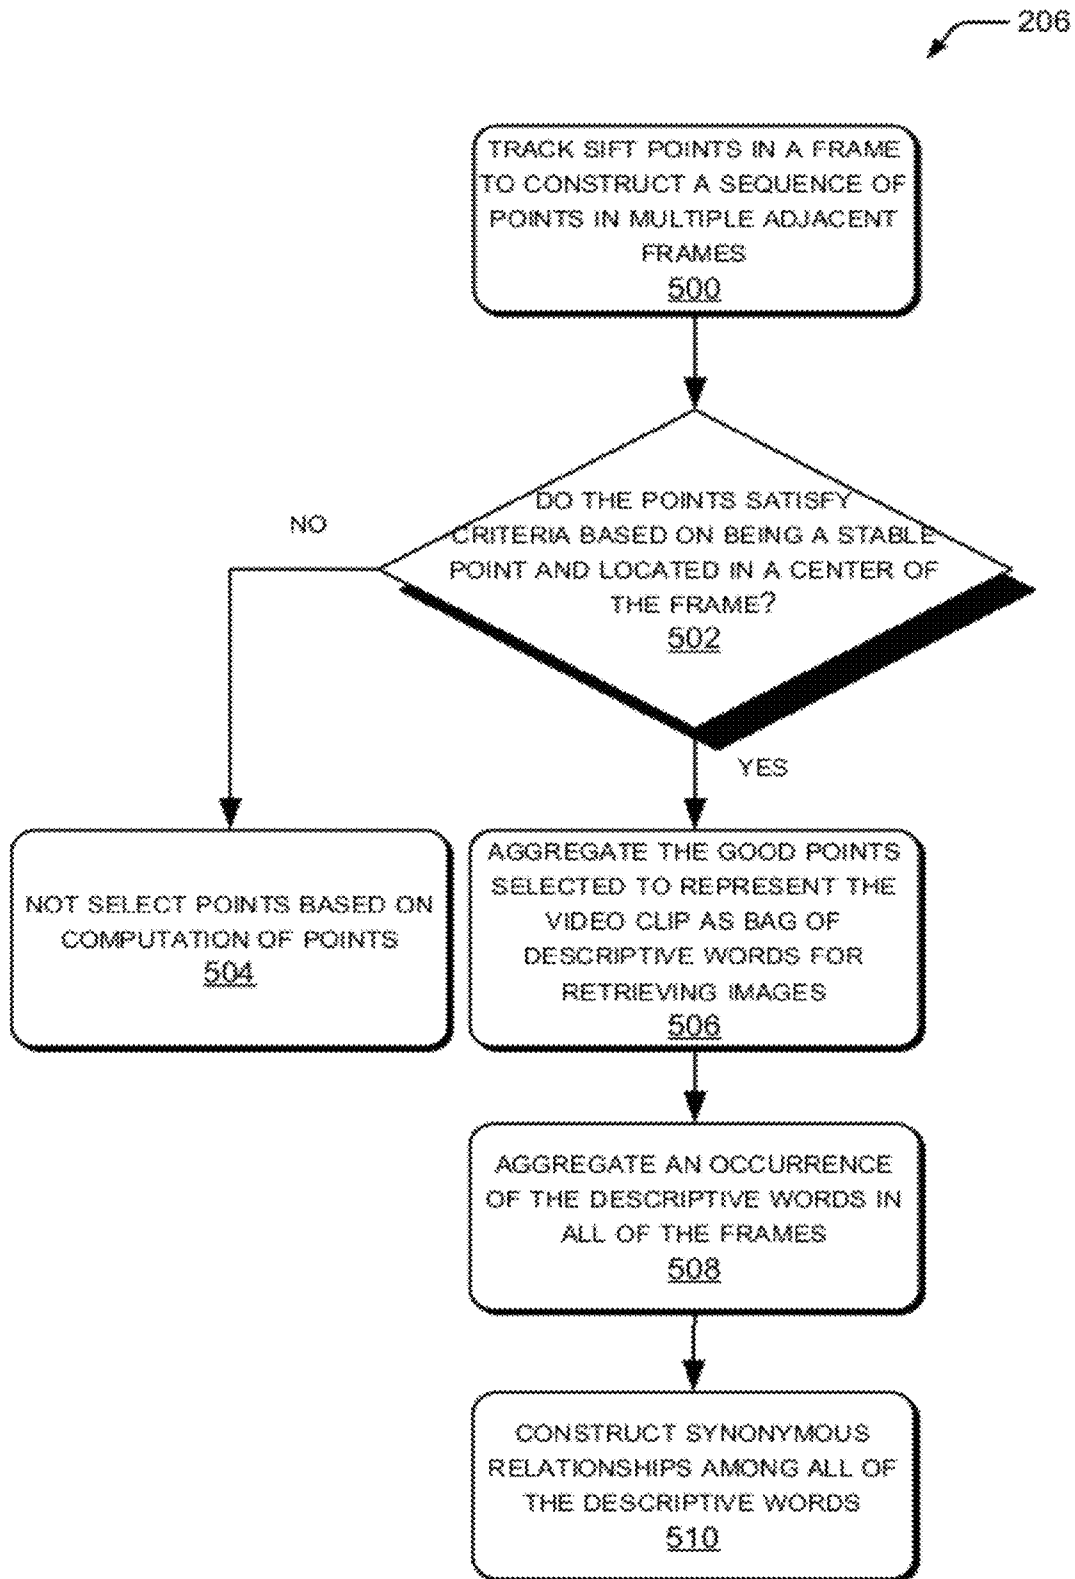 206
TRACK SIFT POINTS IN A FRAME
TO CONSTRUCT A SEQUENCE OF
POINTS IN MULTIPLE ADJACENT
FRAMES
500
DO THE POINTS SATISFY
CRITERIA BASED ON BEING A STABLE
POINT AND LOCATED IN A CENTER OF
THE FRAME?
502
NO
YES
NOT SELECT POINTS BASED ON
COMPUTATION OF POINTS
504
AGGREGATE THE GOOD POINTS
SELECTED TO REPRESENT THE
VIDEO CLIP AS BAG OF
DESCRIPTIVE WORDS FOR
RETRIEVING IMAGES
506
AGGREGATE AN OCCURRENCE
OF THE DESCRIPTIVE WORDS IN
ALL OF THE FRAMES
508
CONSTRUCT SYNONYMOUS
RELATIONSHIPS AMONG ALL OF
THE DESCRIPTIVE WORDS
510